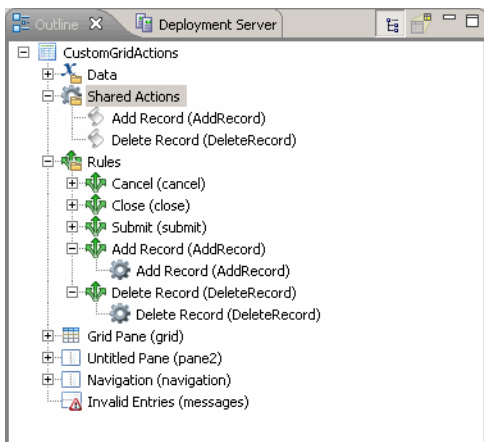 Outline Deployment Server
CustomGridActions
Data
Shared Actions
Add Record (AddRecord)
Delete Record (DeleteRecord)
Rules
Cancel (cancel)
Close (close)
Submit (submit)
Add Record (AddRecord)
Add Record (AddRecord)
Delete Record (DeleteRecord)
Delete Record (DeleteRecord)
Grid Pane (grid)
Untitled Pane (pane2)
Navigation (navigation)
Invalid Entries (messages)